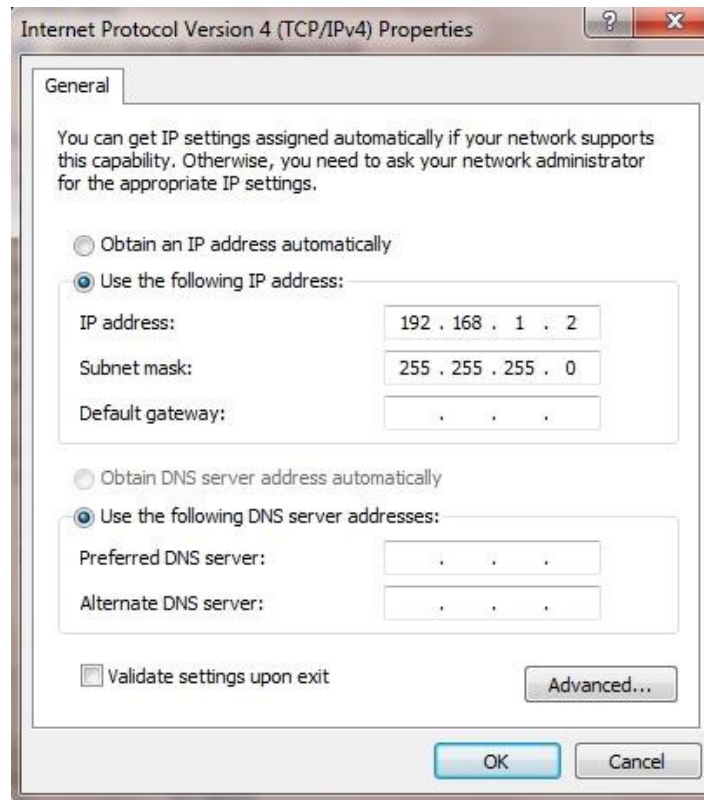 Internet Protocol Version 4 (TCP/IPv4) Properties
?
X
General
You can get IP settings assigned automatically if your network supports
this capability. Otherwise, you need to ask your network administrator
for the appropriate IP settings.
Obtain an IP address automatically
Use the following IP address:
IP address: 192 . 168 . 1 . 2
Subnet mask: 255 . 255 . 255 . 0
Default gateway: . . .
Obtain DNS server address automatically
Use the following DNS server addresses:
Preferred DNS server: . . .
Alternate DNS server: . . .
Validate settings upon exit
Advanced...
OK Cancel